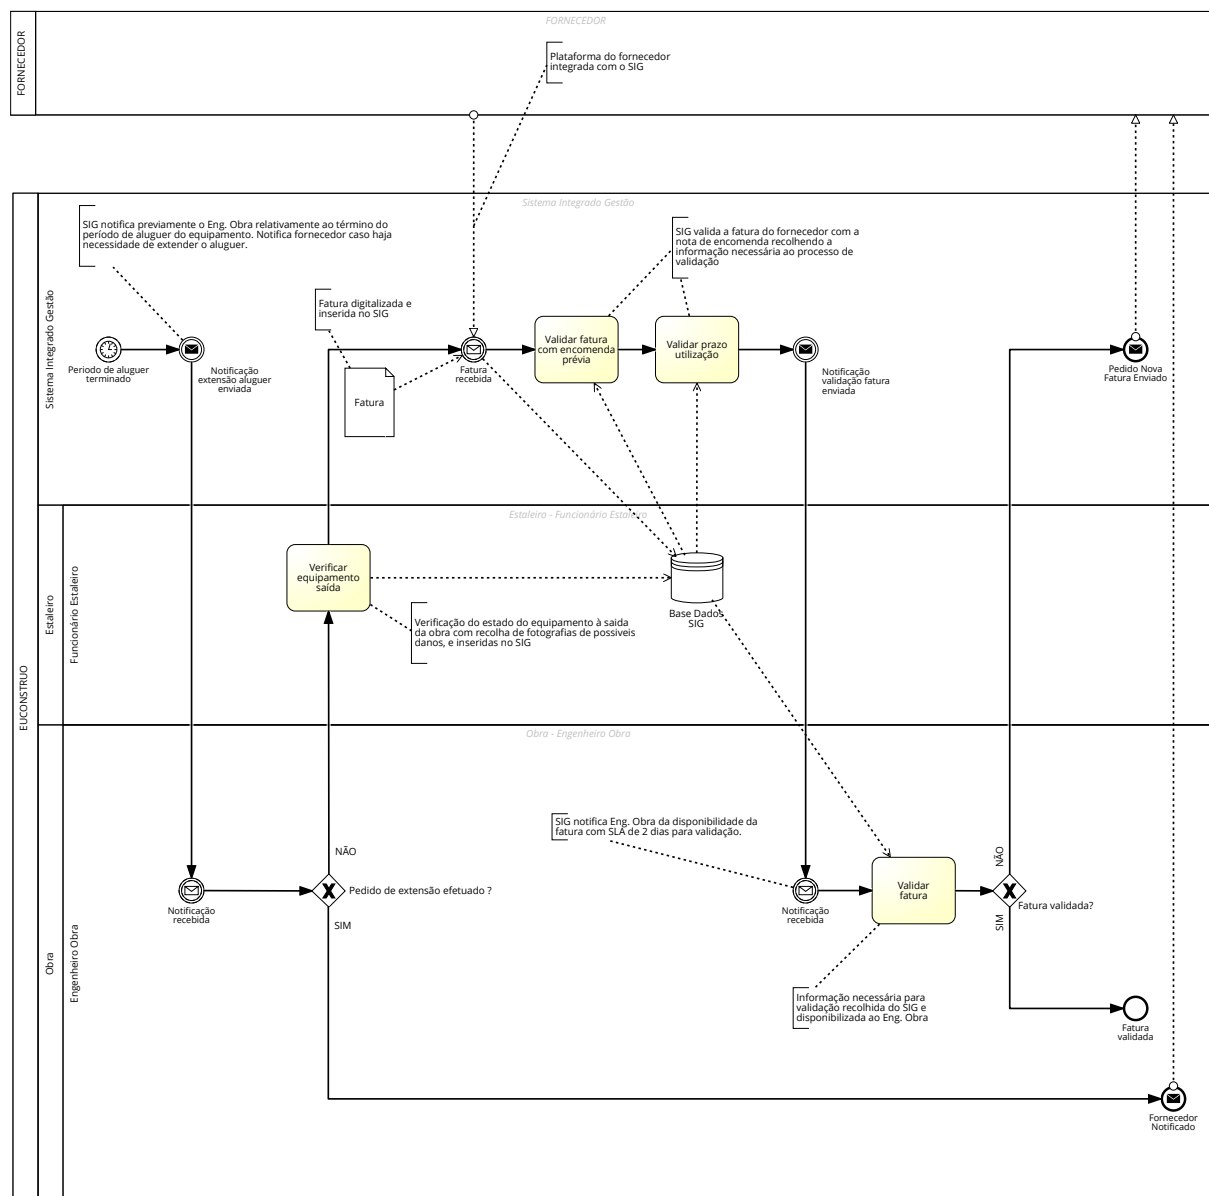 FORNECEDOR
FORNECEDOR
Plataforma do fornecedor
integrada com o SIG
EUCONSTRUO
Sistema Integrado Gestão
Sistema Integrado Gestão
SIG notifica previamente o Eng. Obra relativamente ao término do
período de aluguer do equipamento. Notifica fornecedor caso haja
necessidade de extender o aluguer.
SIG valida a fatura do fornecedor com a
nota de encomenda recolhendo a
informação necessária ao processo de
validação
Fatura digitalizada e
inserida no SIG
Periodo de aluguer
terminado
Notificação
extensão aluguer
enviada
Fatura
Fatura
recebida
Validar fatura
com encomenda
prévia
Validar prazo
utilização
Notificação
validação fatura
enviada
Pedido Nova
Fatura Enviado
Estaleiro
Funcionário Estaleiro
Estaleiro - Funcionário Estaleiro
Verificar
equipamento
saída
Base Dados
SIG
Verificação do estado do equipamento à saida
da obra com recolha de fotografias de possiveis
danos, e inseridas no SIG
Obra
Engenheiro Obra
Obra - Engenheiro Obra
SIG notifica Eng. Obra da disponibilidade da
fatura com SLA de 2 dias para validação.
NÃO
NÃO
Notificação
recebida
Pedido de extensão efetuado ?
SIM
Notificação
recebida
Validar
fatura
Fatura validada?
SIM
Informação necessária para
validação recolhida do SIG e
disponibilizada ao Eng. Obra
Fatura
validada
Fornecedor
Notificado